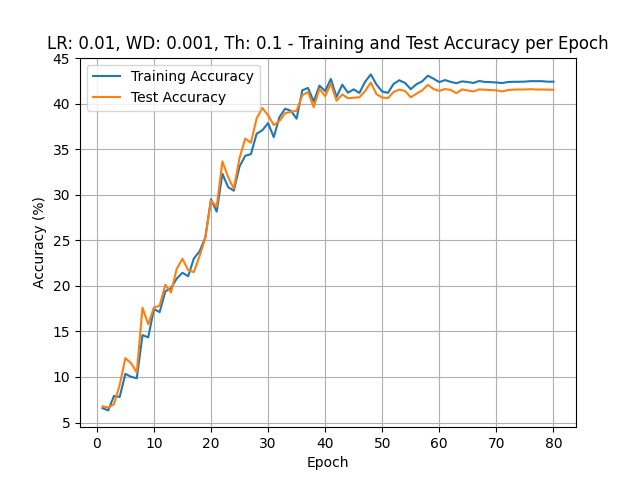 LR: 0.01, WD: 0.001, Th: 0.1 - Training and Test Accuracy per Epoch
Training Accuracy
Test Accuracy
45
40
35
30
25
20
15
10
5
Accuracy (%)
0 10 20 30 40 50 60 70 80
Epoch